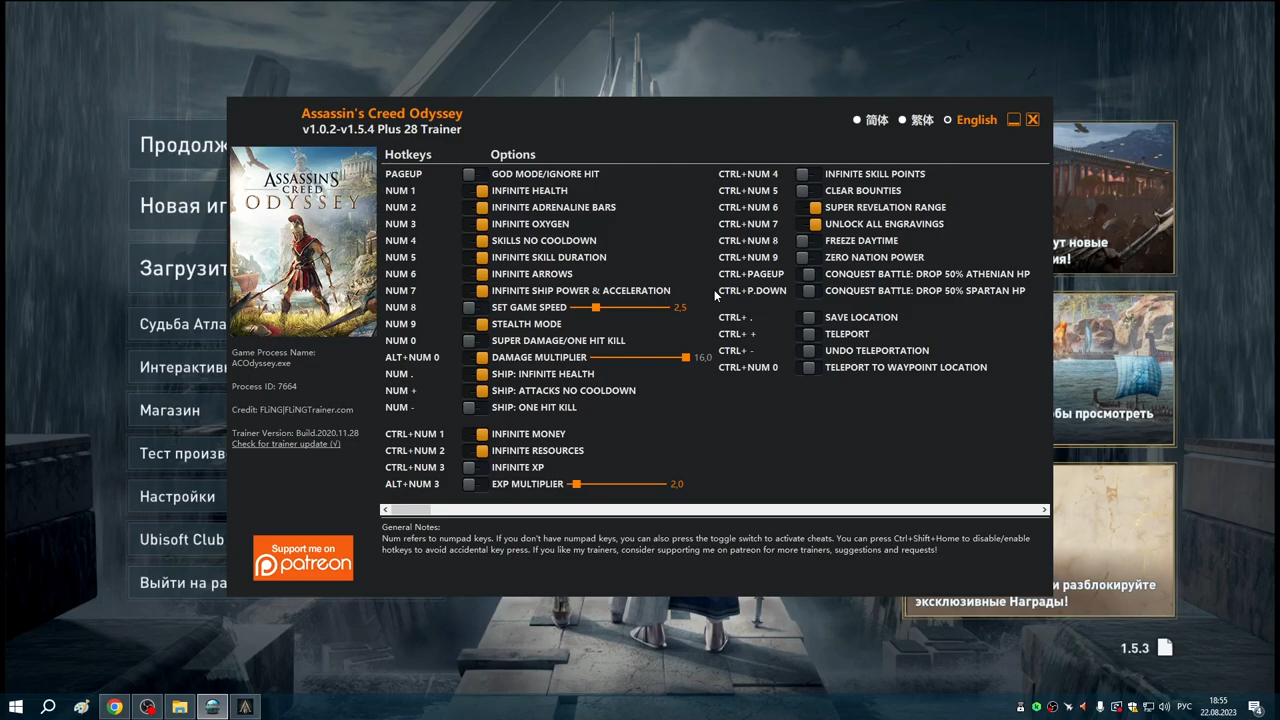 Assassin's Creed Odyssey
v1.0.2-v1.5.4 Plus 28 Trainer
简体
繁体
English
ASSASSIN'S
CREED
ODYSSEY
Hotkeys Options
PAGEUP GOD MODE/IGNORE HIT
NUM 1 INFINITE HEALTH
NUM 2 INFINITE ADRENALINE BARS
NUM 3 INFINITE OXYGEN
NUM 4 SKILLS NO COOLDOWN
NUM 5 INFINITE SKILL DURATION
NUM 6 INFINITE ARROWS
NUM 7 INFINITE SHIP POWER & ACCELERATION
NUM 8 SET GAME SPEED 2,5
NUM 9 STEALTH MODE
NUM 0 SUPER DAMAGE/ONE HIT KILL
ALT+NUM 0 DAMAGE MULTIPLIER 16,0
NUM . SHIP: INFINITE HEALTH
NUM + SHIP: ATTACKS NO COOLDOWN
NUM - SHIP: ONE HIT KILL
CTRL+NUM 1 INFINITE MONEY
CTRL+NUM 2 INFINITE RESOURCES
CTRL+NUM 3 INFINITE XP
ALT+NUM 3 EXP MULTIPLIER 2,0
CTRL+NUM 4 INFINITE SKILL POINTS
CTRL+NUM 5 CLEAR BOUNTIES
CTRL+NUM 6 SUPER REVELATION RANGE
CTRL+NUM 7 UNLOCK ALL ENGRAVINGS
CTRL+NUM 8 FREEZE DAYTIME
CTRL+NUM 9 ZERO NATION POWER
CTRL+PAGEUP CONQUEST BATTLE: DROP 50% ATHENIAN HP
CTRL+P.DOWN CONQUEST BATTLE: DROP 50% SPARTAN HP
CTRL+ . SAVE LOCATION
CTRL+ + TELEPORT
CTRL+ - UNDO TELEPORTATION
CTRL+NUM 0 TELEPORT TO WAYPOINT LOCATION
Game Process Name:
ACOdyssey.exe
Process ID: 7664
Credit: FLiNG|FLiNGTrainer.com
Trainer Version: Build.2020.11.28
Check for trainer update (√)
Support me on
patreon
General Notes:
Num refers to numpad keys. If you don't have numpad keys, you can also press the toggle switch to activate cheats. You can press Ctrl+Shift+Home to disable/enable
hotkeys to avoid accidental key press. If you like my trainers, consider supporting me on patreon for more trainers, suggestions and requests!
Продолж
Новая иг
Загрузит
Судьба Атла
Интерактивн
Магазин
Тест произв
Настройки
Ubisoft Club
Выйти на ра
ут новые
ия!
обы просмотреть
и разблокируйте
эксклюзивные Награды!
1.5.3
РУС
18:55
22.08.2023
4